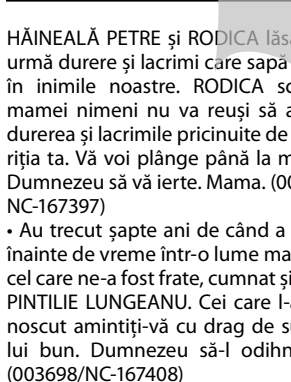 HĂINEALĂ PETRE și RODICA lăsa
urmă durere și lacrimi care sapă
în inimile noastre. RODICA sc
mamei nimeni nu va reuși să a
durerea și lacrimile pricinuite de
riția ta. Vă voi plânge până la m
Dumnezeu să vă ierte. Mama. (00
NC-167397)
• Au trecut șapte ani de când a
înainte de vreme într-o lume ma
cel care ne-a fost frate, cumnat și
PINTILIE LUNGEANU. Cei care l-a
noscut amintiți-vă cu drag de su
lui bun. Dumnezeu să-l odihn
(003698/NC-167408)